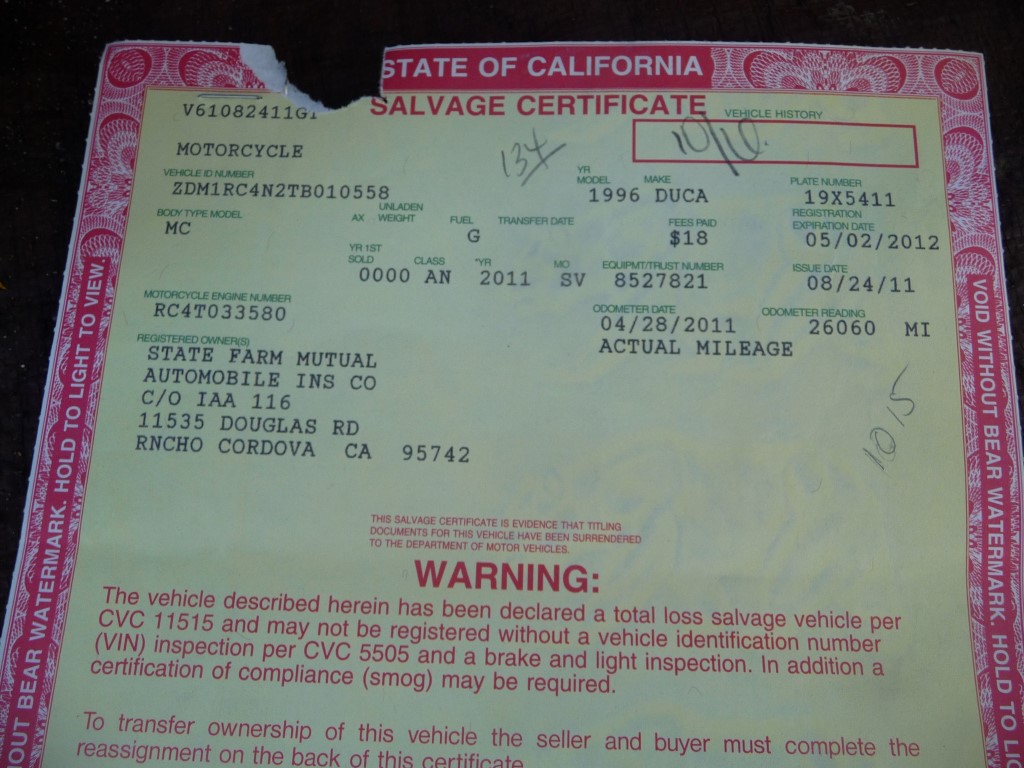 STATE OF CALIFORNIA
SALVAGE CERTIFICATE
V61082411G
VEHICLE HISTORY
10/10.
134
MOTORCYCLE
VEHICLE ID NUMBER
ZDM1RC4N2TB010558
YR MODEL
MAKE
1996 DUCA
PLATE NUMBER
19X5411
BODY TYPE MODEL
MC
AX
UNLADEN WEIGHT
FUEL
G
TRANSFER DATE
FEES PAID
$18
REGISTRATION
EXPIRATION DATE
05/02/2012
YR 1ST SOLD
CLASS
*YR
MO
EQUIPMT/TRUST NUMBER
ISSUE DATE
0000 AN 2011 SV 8527821 08/24/11
MOTORCYCLE ENGINE NUMBER
RC4T033580
ODOMETER DATE
ODOMETER READING
04/28/2011 26060 MI
ACTUAL MILEAGE
REGISTERED OWNER(S)
STATE FARM MUTUAL
AUTOMOBILE INS CO
C/O IAA 116
11535 DOUGLAS RD
RNCHO CORDOVA CA 95742
1015
THIS SALVAGE CERTIFICATE IS EVIDENCE THAT TITLING
DOCUMENTS FOR THIS VEHICLE HAVE BEEN SURRENDERED
TO THE DEPARTMENT OF MOTOR VEHICLES.
WARNING:
The vehicle described herein has been declared a total loss salvage vehicle per
CVC 11515 and may not be registered without a vehicle identification number
(VIN) inspection per CVC 5505 and a brake and light inspection. In addition a
certification of compliance (smog) may be required.
To transfer ownership of this vehicle the seller and buyer must complete the
reassignment on the back of this certificate
OUT BEAR WATERMARK. HOLD TO LIGHT TO VIEW.
VOID WITHOUT BEAR WATERMARK. HOLD TO LIG